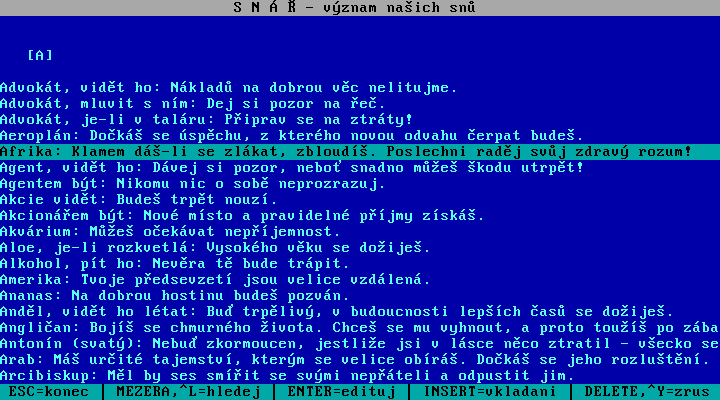 S N Á Ř - význam našich snů
[A]
Advokát, vidět ho: Nákladů na dobrou věc nelitujme.
Advokát, mluvit s ním: Dej si pozor na řeč.
Advokát, je-li v taláru: Připrav se na ztráty!
Aeroplán: Dočkáš se úspěchu, z kterého novou odvahu čerpat budeš.
Afrika: Klamem dáš-li se zlákat, zbloudíš. Poslechni raděj svůj zdravý rozum!
Agent, vidět ho: Dávej si pozor, neboť snadno můžeš škodu utrpět!
Agentem být: Nikomu nic o sobě neprozrazuj.
Akcie vidět: Budeš trpět nouzí.
Akcionářem být: Nové místo a pravidelné příjmy získáš.
Akvárium: Můžeš očekávat nepříjemnost.
Aloe, je-li rozkvetlá: Vysokého věku se dožiješ.
Alkohol, pít ho: Nevěra tě bude trápit.
Amerika: Tvoje předsevzetí jsou velice vzdálená.
Ananas: Na dobrou hostinu budeš pozván.
Anděl, vidět ho létat: Buď trpělivý, v budoucnosti lepších časů se dožiješ.
Angličan: Bojíš se chmurného života. Chceš se mu vyhnout, a proto toužíš po zába
Antonín (svatý): Nebuď zkormoucen, jestliže jsi v lásce něco ztratil - všecko se
Arab: Máš určité tajemství, kterým se velice obíráš. Dočkáš se jeho rozluštění.
Arcibiskup: Měl by ses smířit se svými nepřáteli a odpustit jim.
ESC=konec | MEZERA,^L=hledej | ENTER=edituj | INSERT=vkladani | DELETE,^Y=zrus